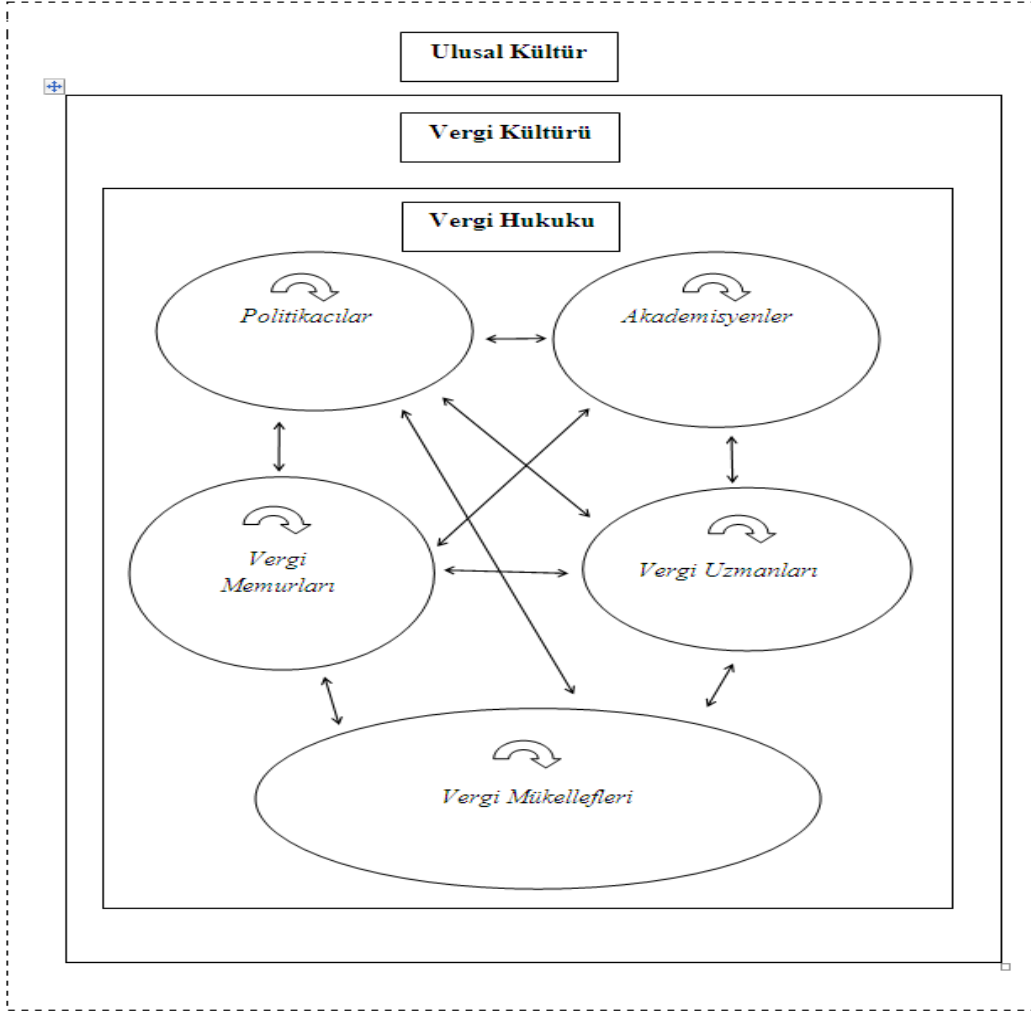 Ulusal Kültür
Vergi Kültürü
Vergi Hukuku
Politikacılar
Akademisyenler
Vergi
Memurları
Vergi Uzmanları
Vergi Mükellefleri